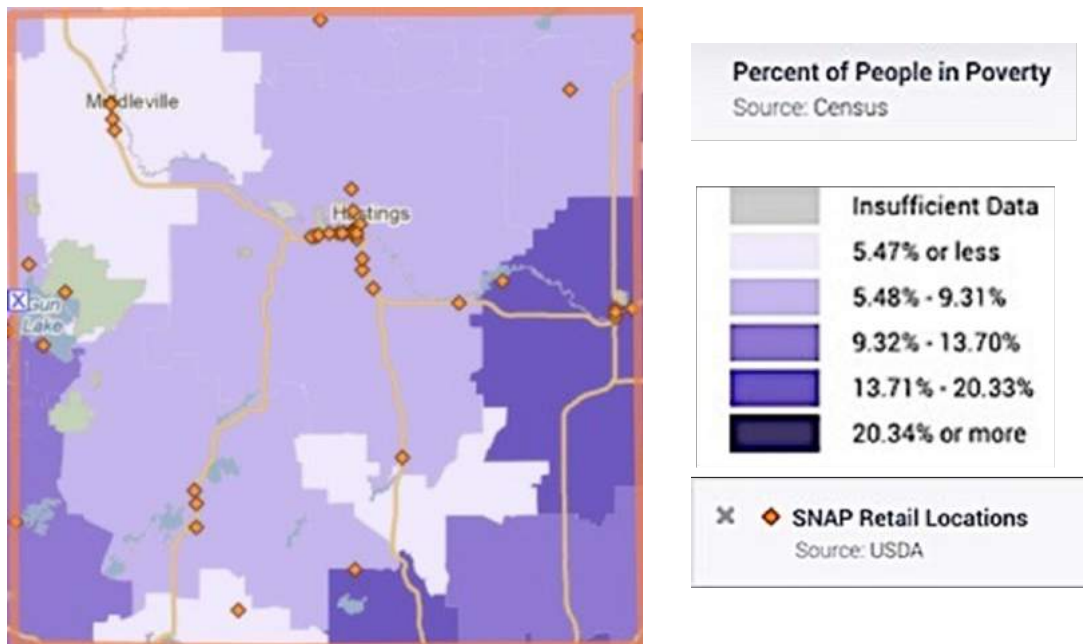 Middleville
Hastings
X
Gun
Lake
Percent of People in Poverty
Source: Census
Insufficient Data
5.47% or less
5.48% - 9.31%
9.32% - 13.70%
13.71% - 20.33%
20.34% or more
SNAP Retail Locations
Source: USDA